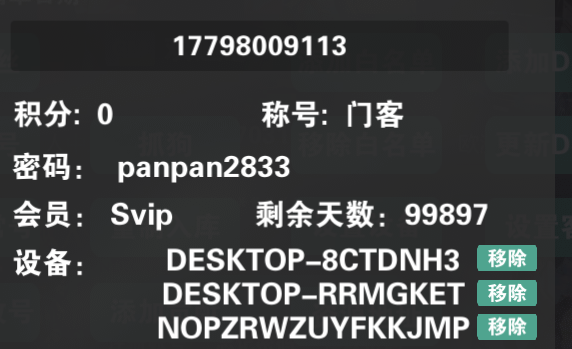 17798009113
积分: 0 称号: 门客
密码: panpan2833
会员: Svip 剩余天数: 99897
设备: DESKTOP-8CTDNH3 移除
DESKTOP-RRMGKET 移除
NOPZRWZUYFKKJMP 移除